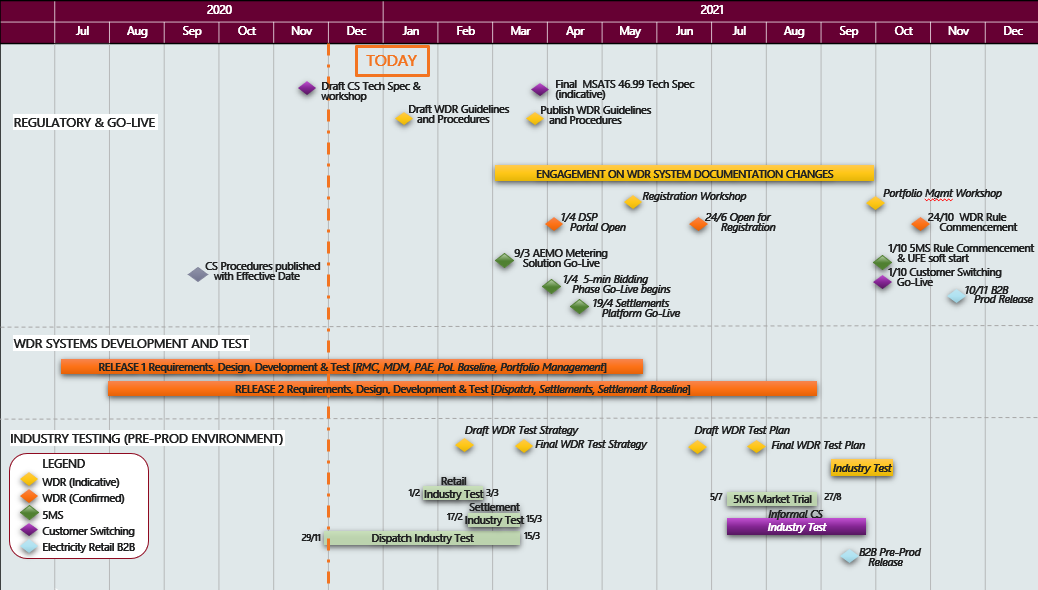 2020
2021
Jul Aug Sep Oct Nov Dec Jan Feb Mar Apr May Jun Jul Aug Sep Oct Nov Dec
TODAY
Draft CS Tech Spec &
workshop
Final MSATS 46.99 Tech Spec
(indicative)
Draft WDR Guidelines
and Procedures
Publish WDR Guidelines
and Procedures
REGULATORY & GO-LIVE
ENGAGEMENT ON WDR SYSTEM DOCUMENTATION CHANGES
Registration Workshop
Portfolio Mgmt Workshop
1/4 DSP
Portal Open
24/6 Open for
Registration
24/10 WDR Rule
Commencement
9/3 AEMO Metering
Solution Go-Live
1/10 5MS Rule Commencement
& UFE soft start
CS Procedures published
with Effective Date
1/4 5-min Bidding
Phase Go-Live begins
1/10 Customer Switching
Go-Live
19/4 Settlements
Platform Go-Live
10/11 B2B
Prod Release
WDR SYSTEMS DEVELOPMENT AND TEST
RELEASE 1 Requirements, Design, Development & Test [RMC, MDM, PAE, PoL Baseline, Portfolio Management]
RELEASE 2 Requirements, Design, Development & Test [Dispatch, Settlements, Settlement Baseline]
INDUSTRY TESTING (PRE-PROD ENVIRONMENT)
Draft WDR Test Strategy
Final WDR Test Strategy
Draft WDR Test Plan
Final WDR Test Plan
Industry Test
LEGEND
WDR (Indicative)
WDR (Confirmed)
5MS
Customer Switching
Electricity Retail B2B
Retail
1/2 Industry Test 3/3
Settlement
17/2 Industry Test 15/3
29/11 Dispatch Industry Test 15/3
5/7 5MS Market Trial 27/8
Informal CS
Industry Test
B2B Pre-Prod
Release